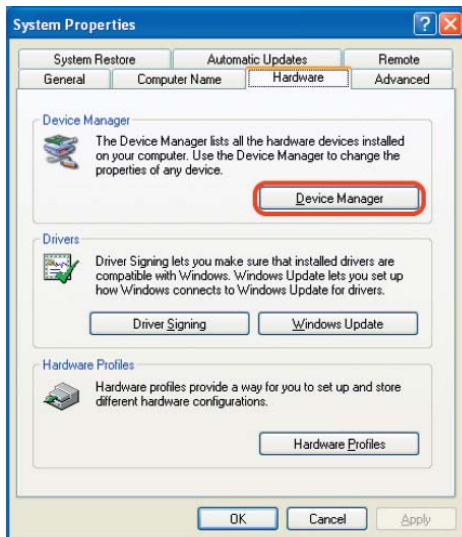 System Properties
System Restore Automatic Updates Remote
General Computer Name Hardware Advanced
Device Manager
The Device Manager lists all the hardware devices installed
on your computer. Use the Device Manager to change the
properties of any device.
Device Manager
Drivers
Driver Signing lets you make sure that installed drivers are
compatible with Windows. Windows Update lets you set up
how Windows connects to Windows Update for drivers.
Driver Signing Windows Update
Hardware Profiles
Hardware profiles provide a way for you to set up and store
different hardware configurations.
Hardware Profiles
OK Cancel Apply